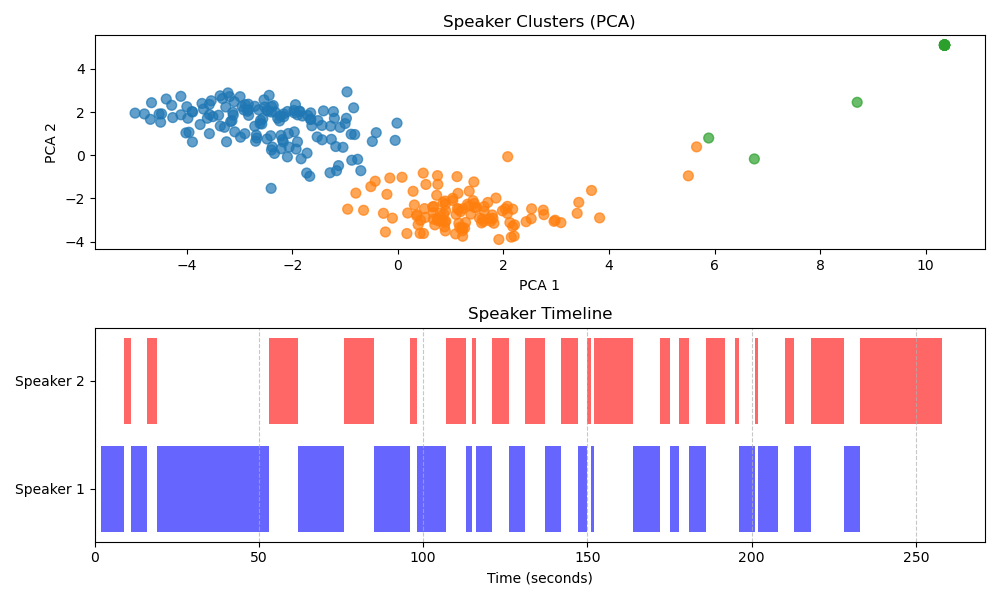 Speaker Clusters (PCA)
4
2
0
−2
−4
PCA 2
−4 −2 0 2 4 6 8 10
PCA 1
Speaker Timeline
Speaker 2
Speaker 1
0 50 100 150 200 250
Time (seconds)